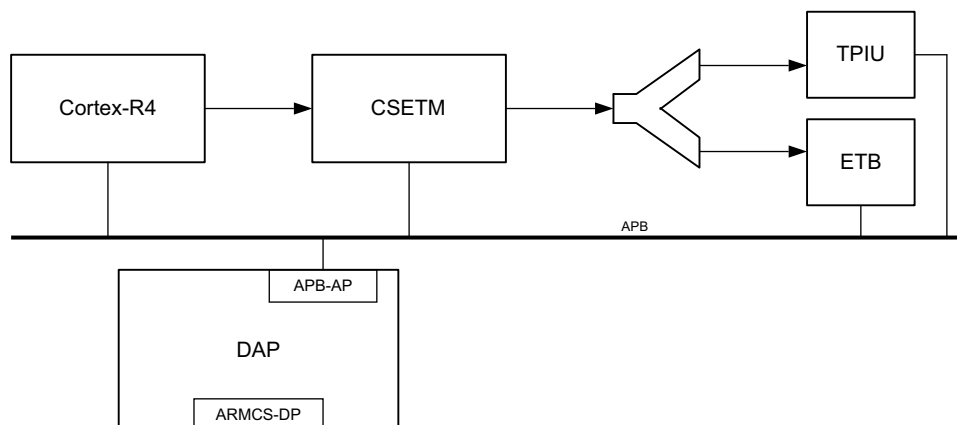 TPIU
Cortex-R4
CSETM
ETB
APB
APB-AP
DAP
ARMCS-DP